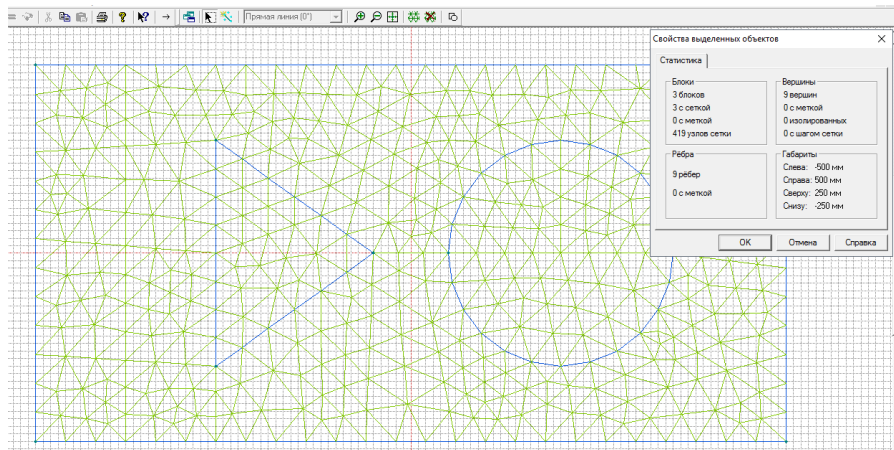 Прямая линия (0°)
Свойства выделенных объектов
Статистика
Блоки
3 блоков
3 с сеткой
0 с меткой
419 узлов сетки
Вершины
9 вершин
0 с меткой
0 изолированных
0 с шагом сетки
Рёбра
9 рёбер
0 с меткой
Габариты
Слева: -500 мм
Справа: 500 мм
Сверху: 250 мм
Снизу: -250 мм
OK
Отмена
Справка